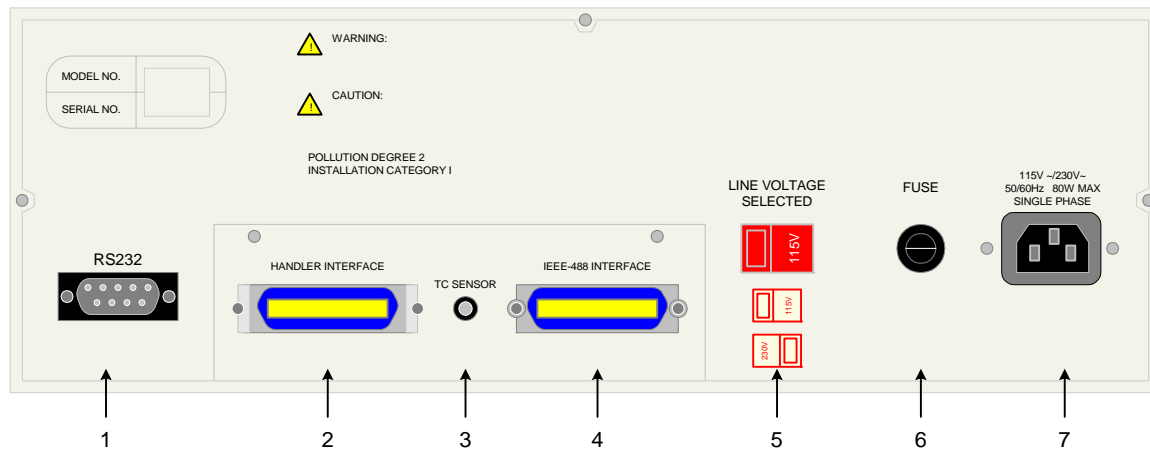 MODEL NO.
SERIAL NO.
! WARNING:
! CAUTION:
POLLUTION DEGREE 2
INSTALLATION CATEGORY I
RS232
HANDLER INTERFACE
TC SENSOR
IEEE-488 INTERFACE
LINE VOLTAGE
SELECTED
115V
115V
230V
FUSE
115V ~/230V~
50/60Hz 80W MAX
SINGLE PHASE
1
2
3
4
5
6
7